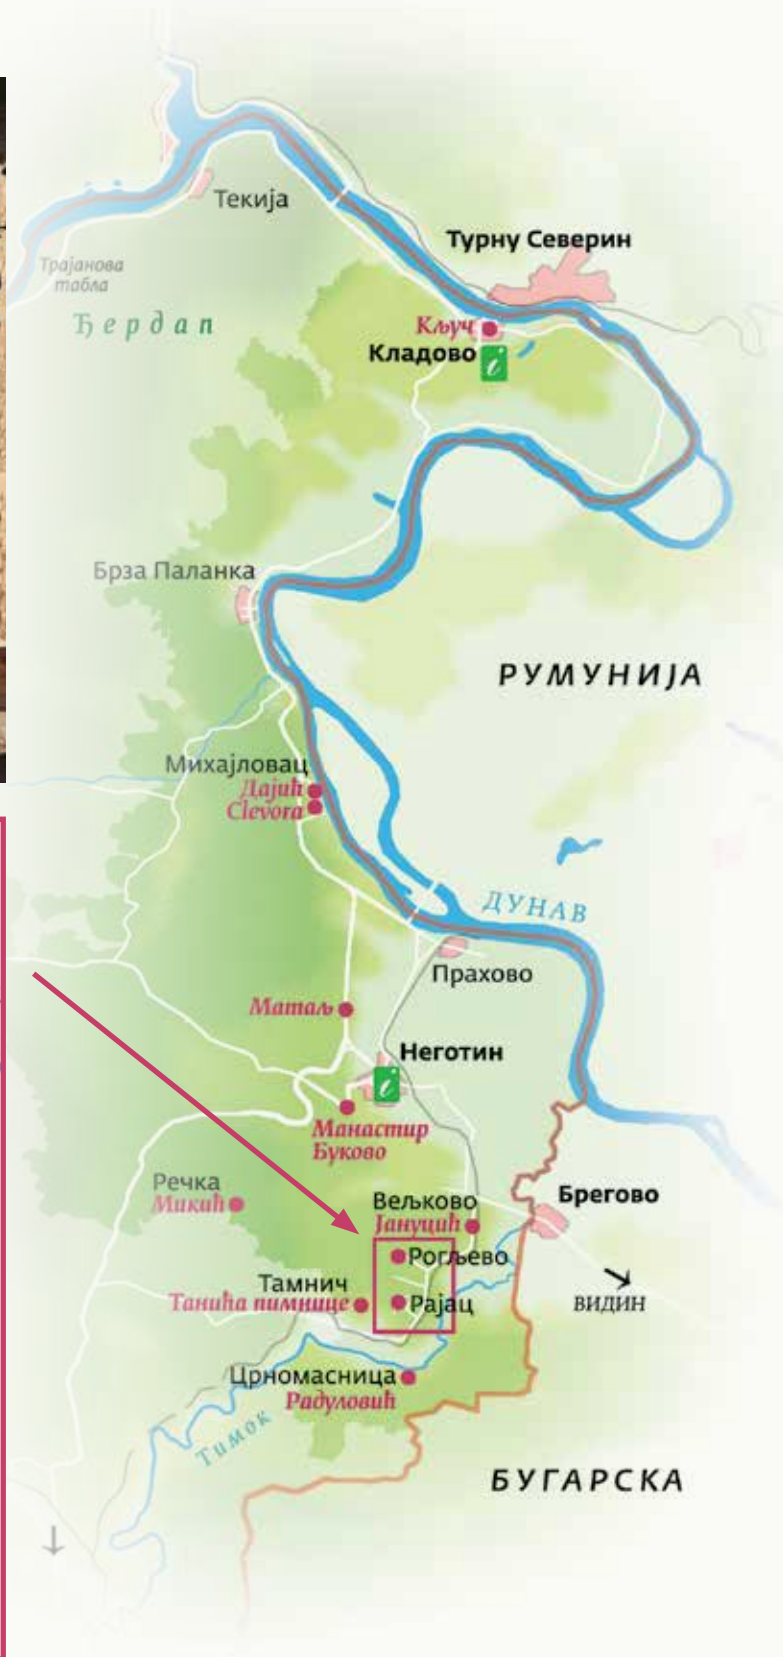 Текија
Турну Северин
Трајанова
табла
Ђердап
Кључ
Кладово
i
Брза Паланка
РУМУНИЈА
Михајловац
Дајић
Clevora
ДУНАВ
Прахово
Матаљ
Неготин
i
Манастир
Буково
Речка
Микић
Вељково
Јануцић
Брегово
Рогљево
Тамнич
Танића пимнице
Рајац
ВИДИН
Црномасница
Радуловић
Тимок
БУГАРСКА